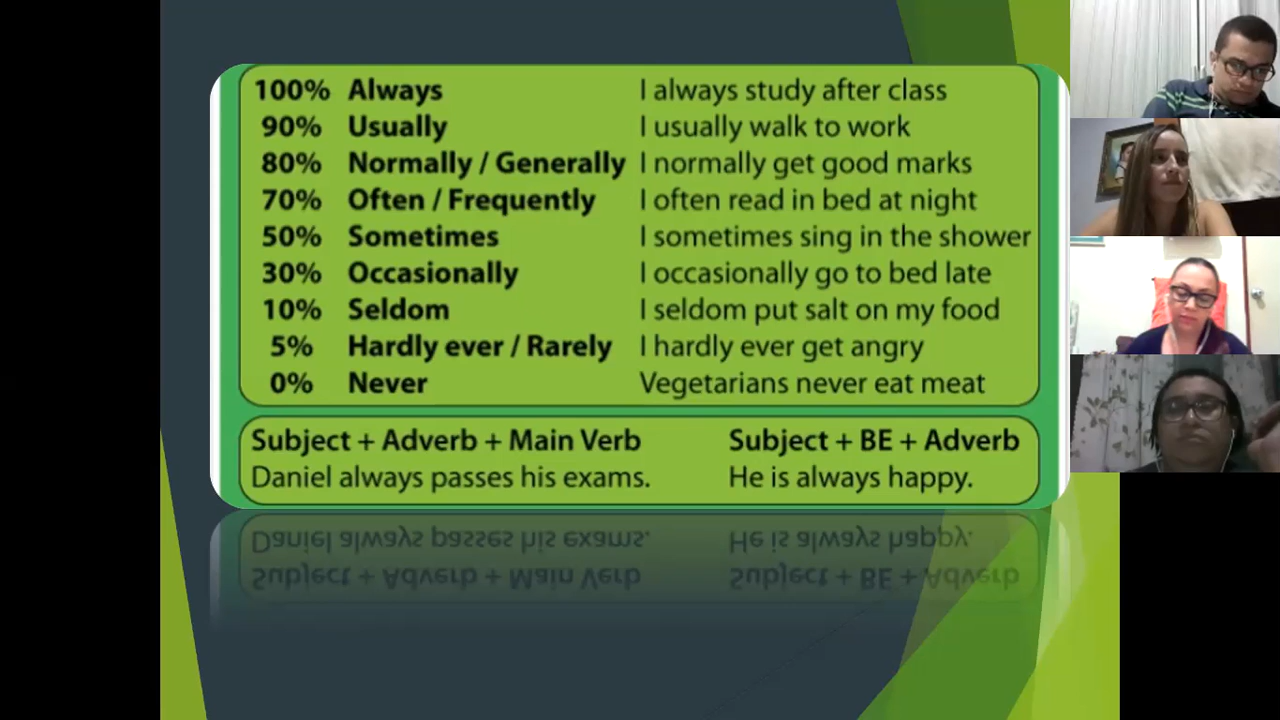 100% Always I always study after class
90% Usually I usually walk to work
80% Normally / Generally I normally get good marks
70% Often / Frequently I often read in bed at night
50% Sometimes I sometimes sing in the shower
30% Occasionally I occasionally go to bed late
10% Seldom I seldom put salt on my food
5% Hardly ever / Rarely I hardly ever get angry
0% Never Vegetarians never eat meat
Subject + Adverb + Main Verb Subject + BE + Adverb
Daniel always passes his exams. He is always happy.